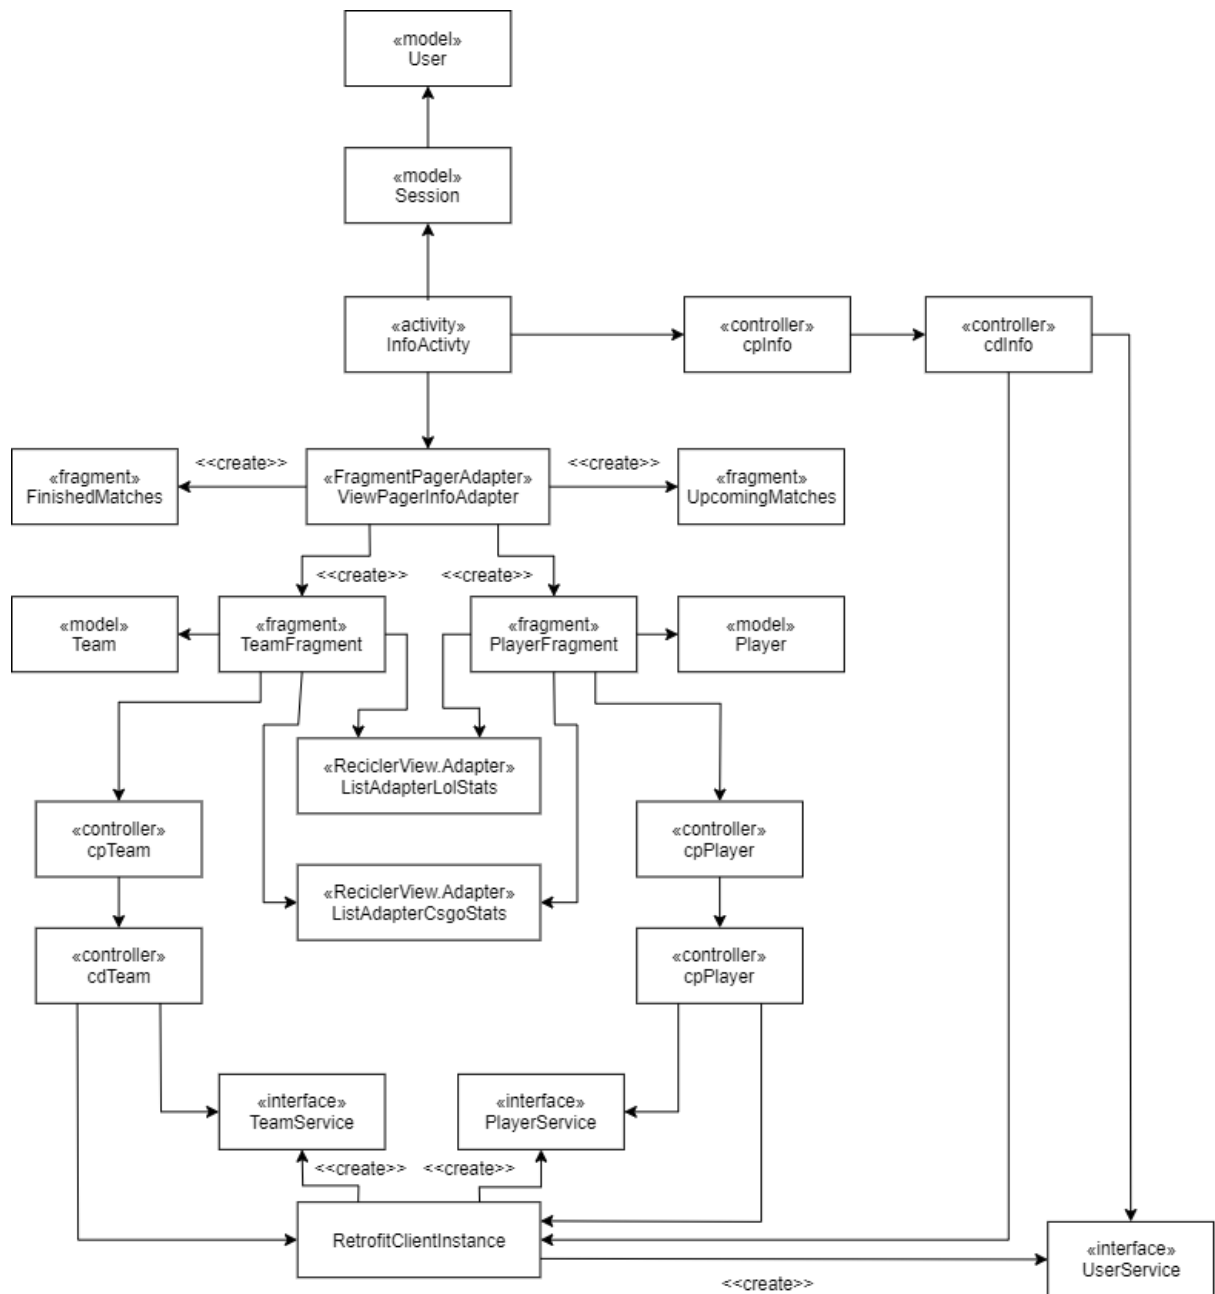 «model»
User
«model»
Session
«activity»
InfoActivty
«controller»
cpInfo
«controller»
cdInfo
«fragment»
FinishedMatches
<<create>>
«FragmentPagerAdapter»
ViewPagerInfoAdapter
<<create>>
«fragment»
UpcomingMatches
<<create>>
<<create>>
«model»
Team
«fragment»
TeamFragment
«fragment»
PlayerFragment
«model»
Player
«ReciclerView.Adapter»
ListAdapterLolStats
«controller»
cpTeam
«controller»
cpPlayer
«ReciclerView.Adapter»
ListAdapterCsgoStats
«controller»
cdTeam
«controller»
cpPlayer
«interface»
TeamService
«interface»
PlayerService
<<create>>
<<create>>
RetrofitClientInstance
«interface»
UserService
<<create>>